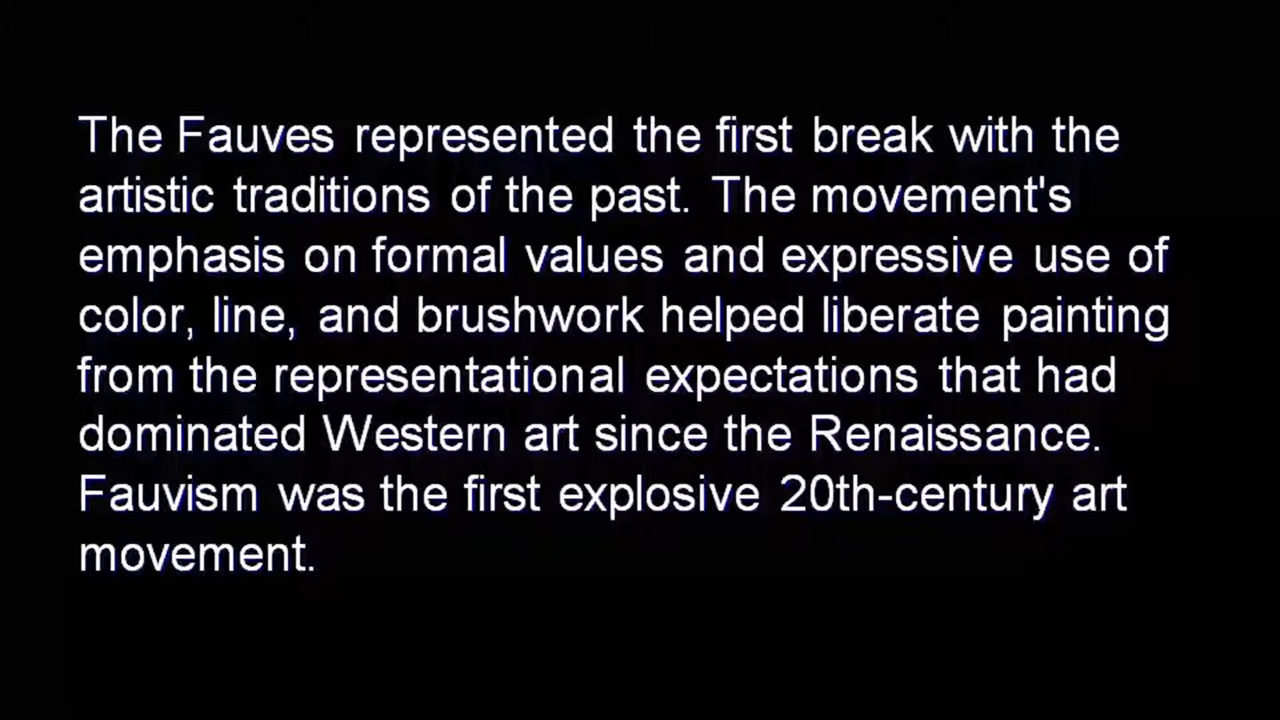 The Fauves represented the first break with the
artistic traditions of the past. The movement's
emphasis on formal values and expressive use of
color, line, and brushwork helped liberate painting
from the representational expectations that had
dominated Western art since the Renaissance.
Fauvism was the first explosive 20th-century art
movement.